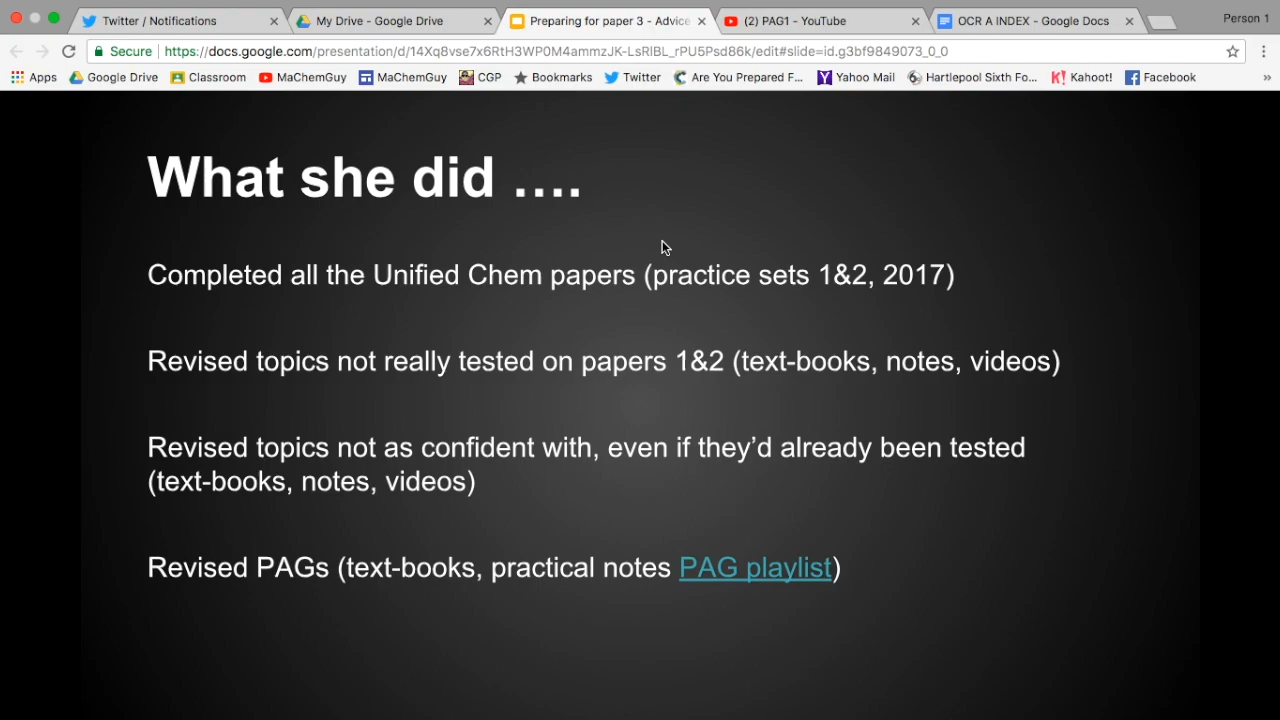 Twitter / Notifications
My Drive - Google Drive
Preparing for paper 3 - Advice
(2) PAG1 - YouTube
OCR A INDEX - Google Docs
Person 1
Secure
https://docs.google.com/presentation/d/14Xq8vse7x6RtH3WP0M4ammzJK-LsRlBL_rPU5Psd86k/edit#slide=id.g3bf9849073_0_0
Apps
Google Drive
Classroom
MaChemGuy
MaChemGuy
CGP
Bookmarks
Twitter
Are You Prepared F...
Yahoo Mail
Hartlepool Sixth Fo...
Kahoot!
Facebook
What she did ....
Completed all the Unified Chem papers (practice sets 1&2, 2017)
Revised topics not really tested on papers 1&2 (text-books, notes, videos)
Revised topics not as confident with, even if they’d already been tested
(text-books, notes, videos)
Revised PAGs (text-books, practical notes PAG playlist)